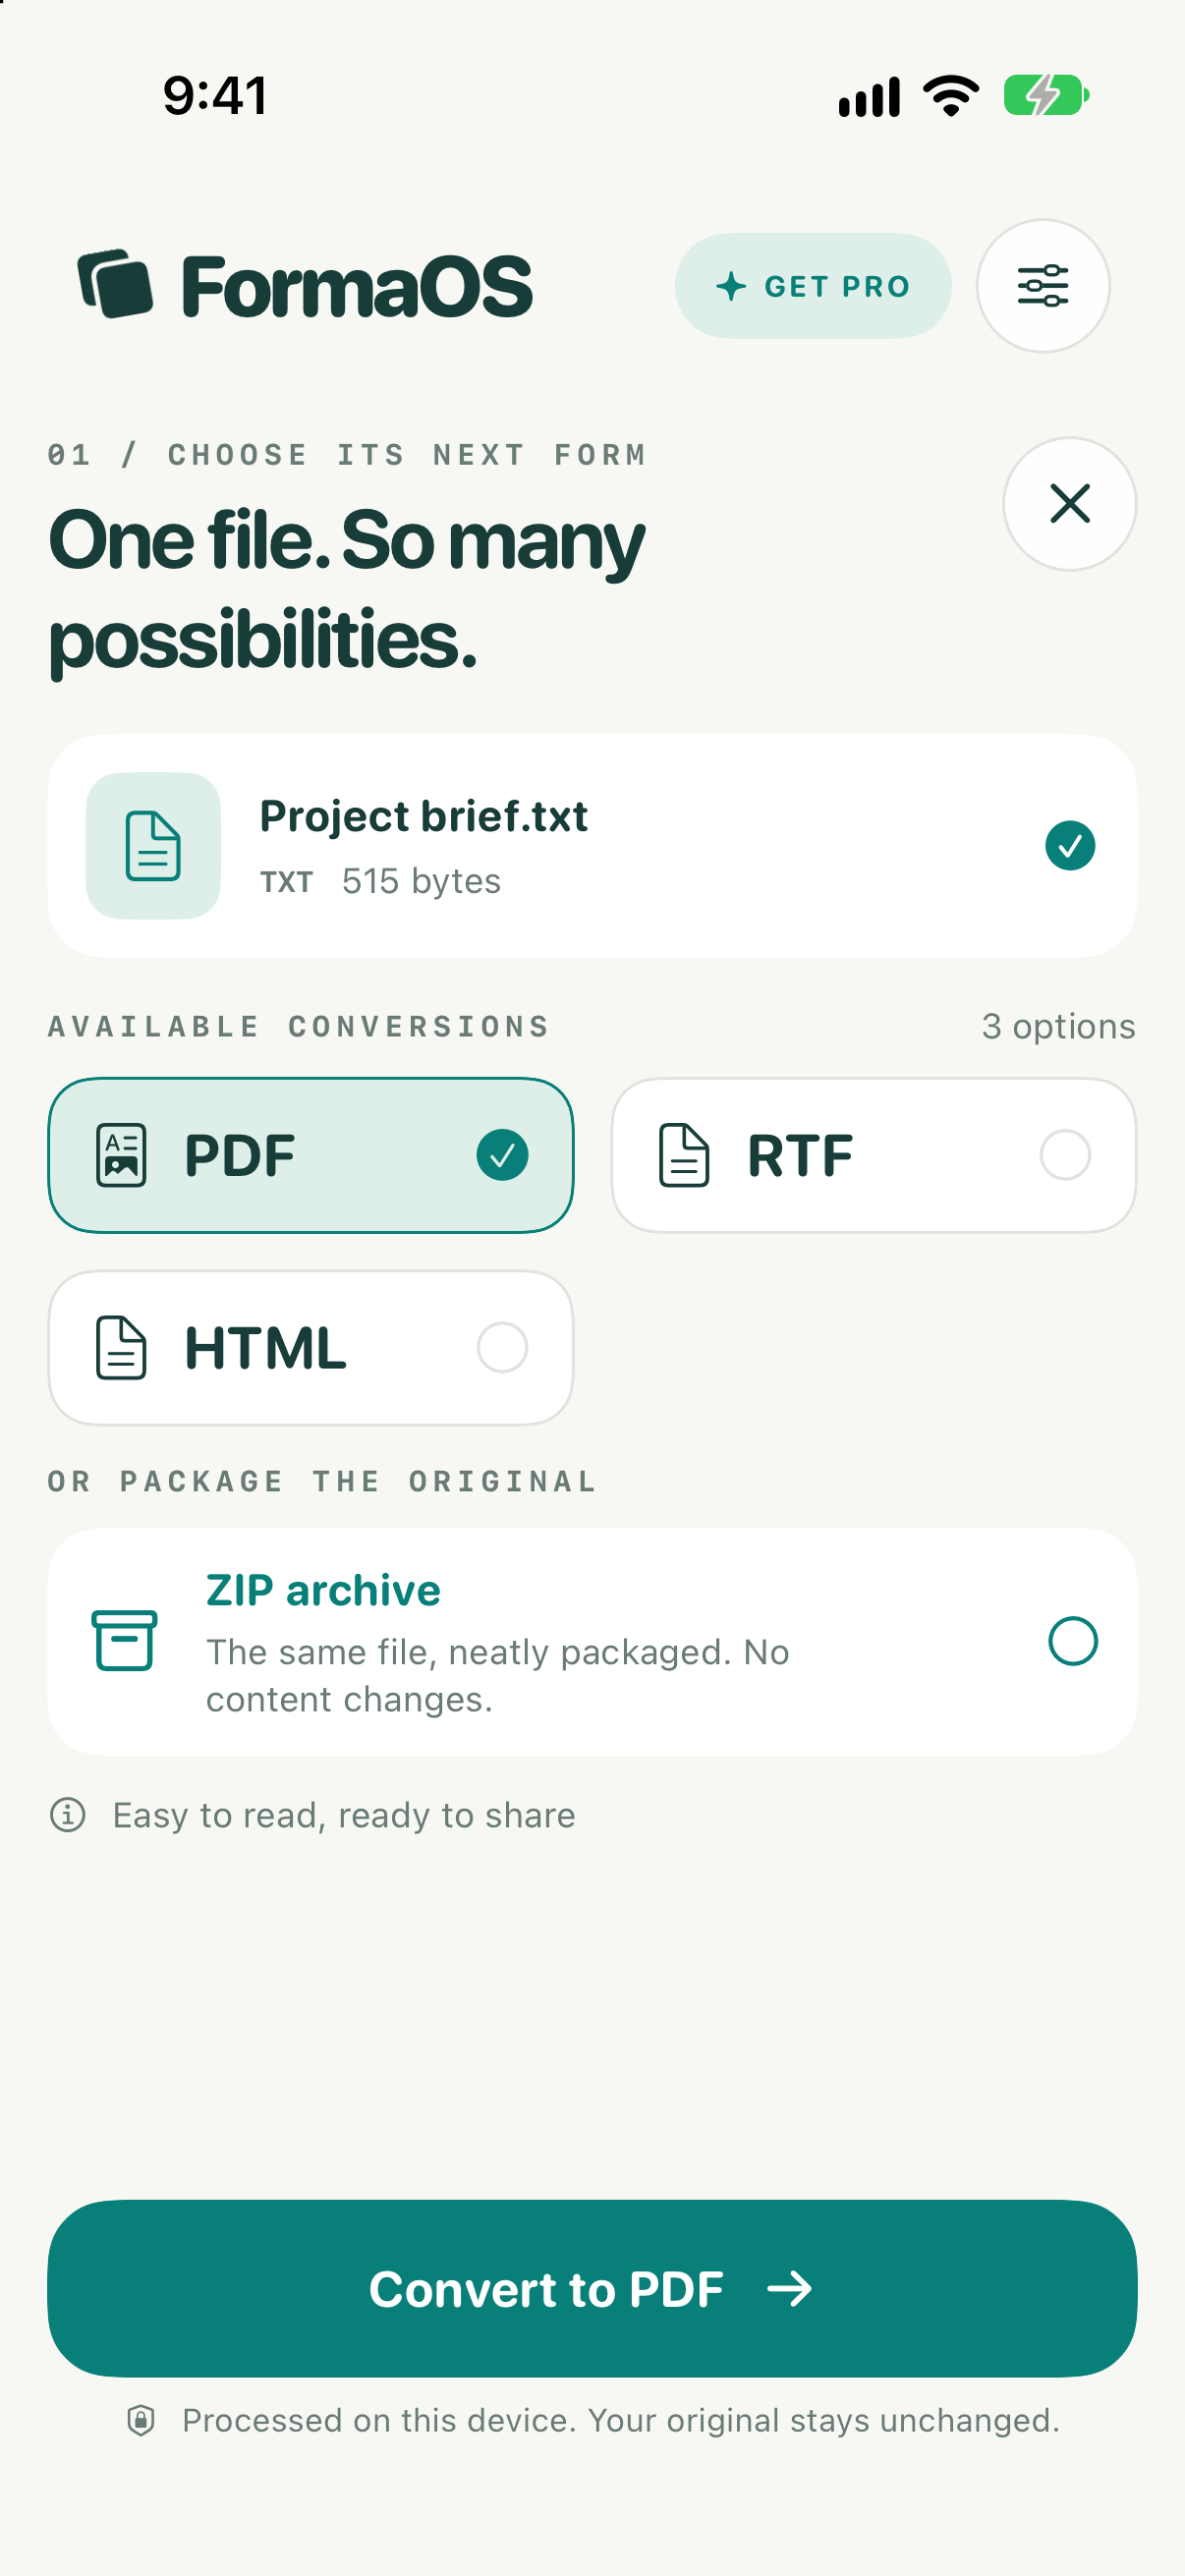 9:41
FormaOS
GET PRO
01 / CHOOSE ITS NEXT FORM
One file. So many
possibilities.
Project brief.txt
TXT 515 bytes
AVAILABLE CONVERSIONS 3 options
PDF RTF
HTML
OR PACKAGE THE ORIGINAL
ZIP archive
The same file, neatly packaged. No
content changes.
Easy to read, ready to share
Convert to PDF →
Processed on this device. Your original stays unchanged.